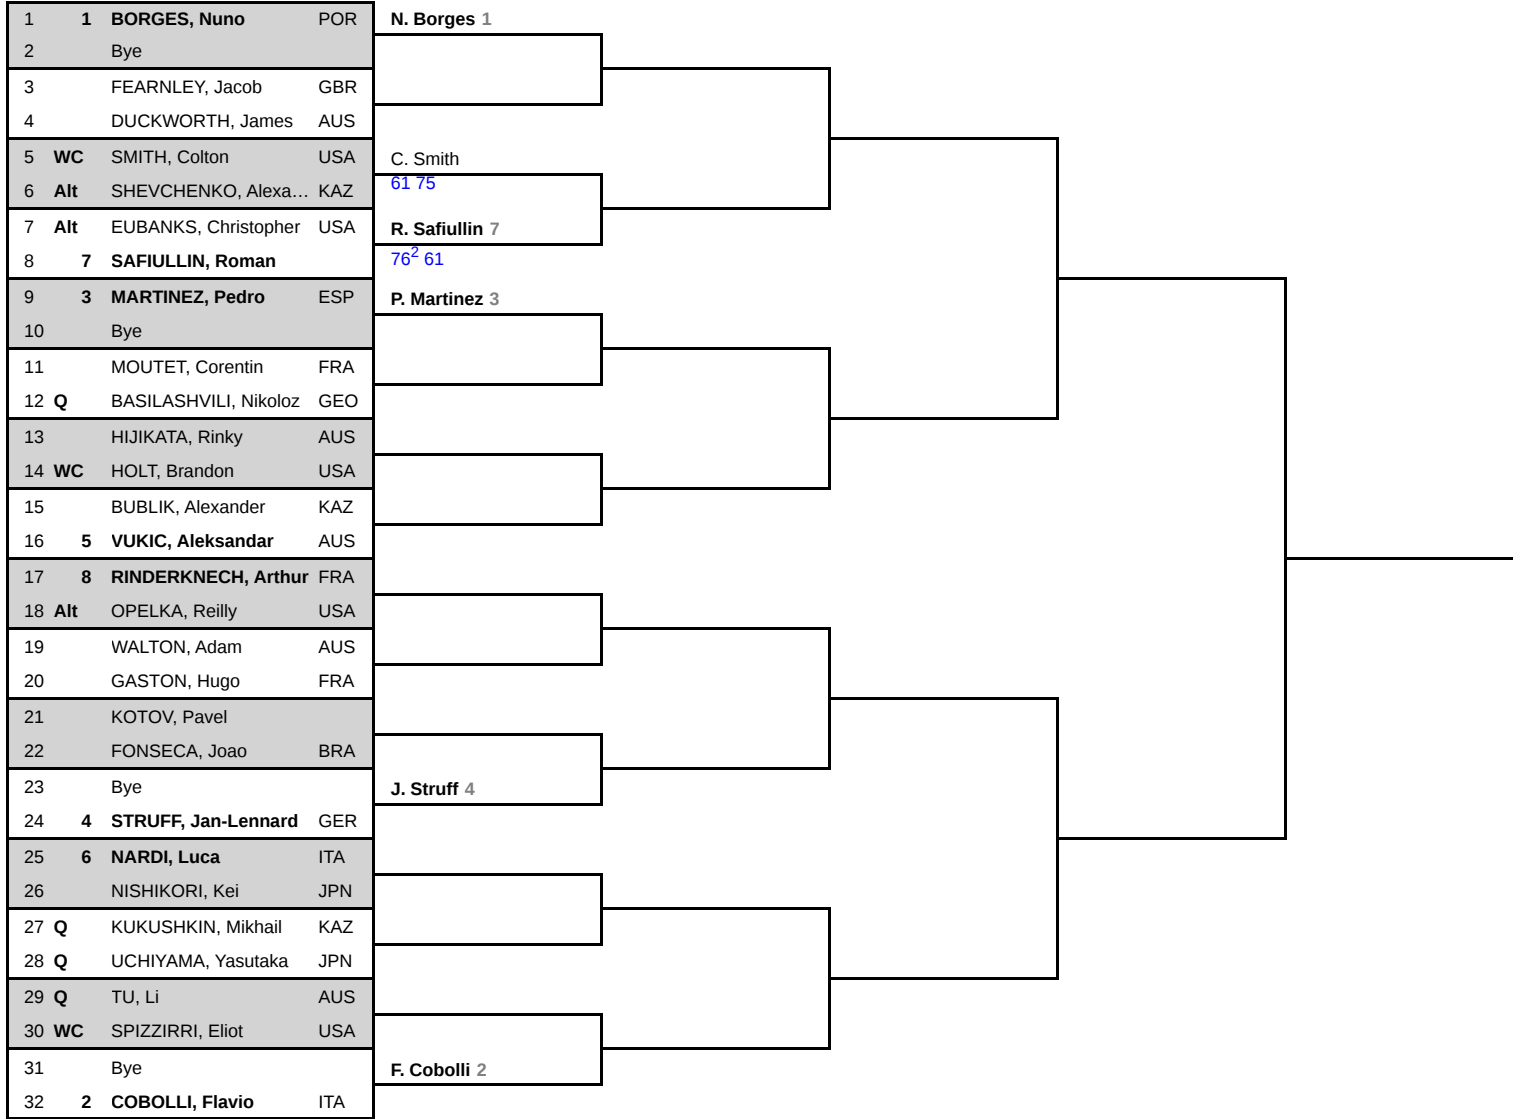 1 1 BORGES, Nuno POR N. Borges 1
2 Bye
3 FEARNLEY, Jacob GBR
4 DUCKWORTH, James AUS
5 WC SMITH, Colton USA C. Smith
6 Alt SHEVCHENKO, Alexa… KAZ 61 75
7 Alt EUBANKS, Christopher USA R. Safiullin 7
8 7 SAFIULLIN, Roman 76² 61
9 3 MARTINEZ, Pedro ESP P. Martinez 3
10 Bye
11 MOUTET, Corentin FRA
12 Q BASILASHVILI, Nikoloz GEO
13 HIJIKATA, Rinky AUS
14 WC HOLT, Brandon USA
15 BUBLIK, Alexander KAZ
16 5 VUKIC, Aleksandar AUS
17 8 RINDERKNECH, Arthur FRA
18 Alt OPELKA, Reilly USA
19 WALTON, Adam AUS
20 GASTON, Hugo FRA
21 KOTOV, Pavel
22 FONSECA, Joao BRA
23 Bye J. Struff 4
24 4 STRUFF, Jan-Lennard GER
25 6 NARDI, Luca ITA
26 NISHIKORI, Kei JPN
27 Q KUKUSHKIN, Mikhail KAZ
28 Q UCHIYAMA, Yasutaka JPN
29 Q TU, Li AUS
30 WC SPIZZIRRI, Eliot USA
31 Bye F. Cobolli 2
32 2 COBOLLI, Flavio ITA